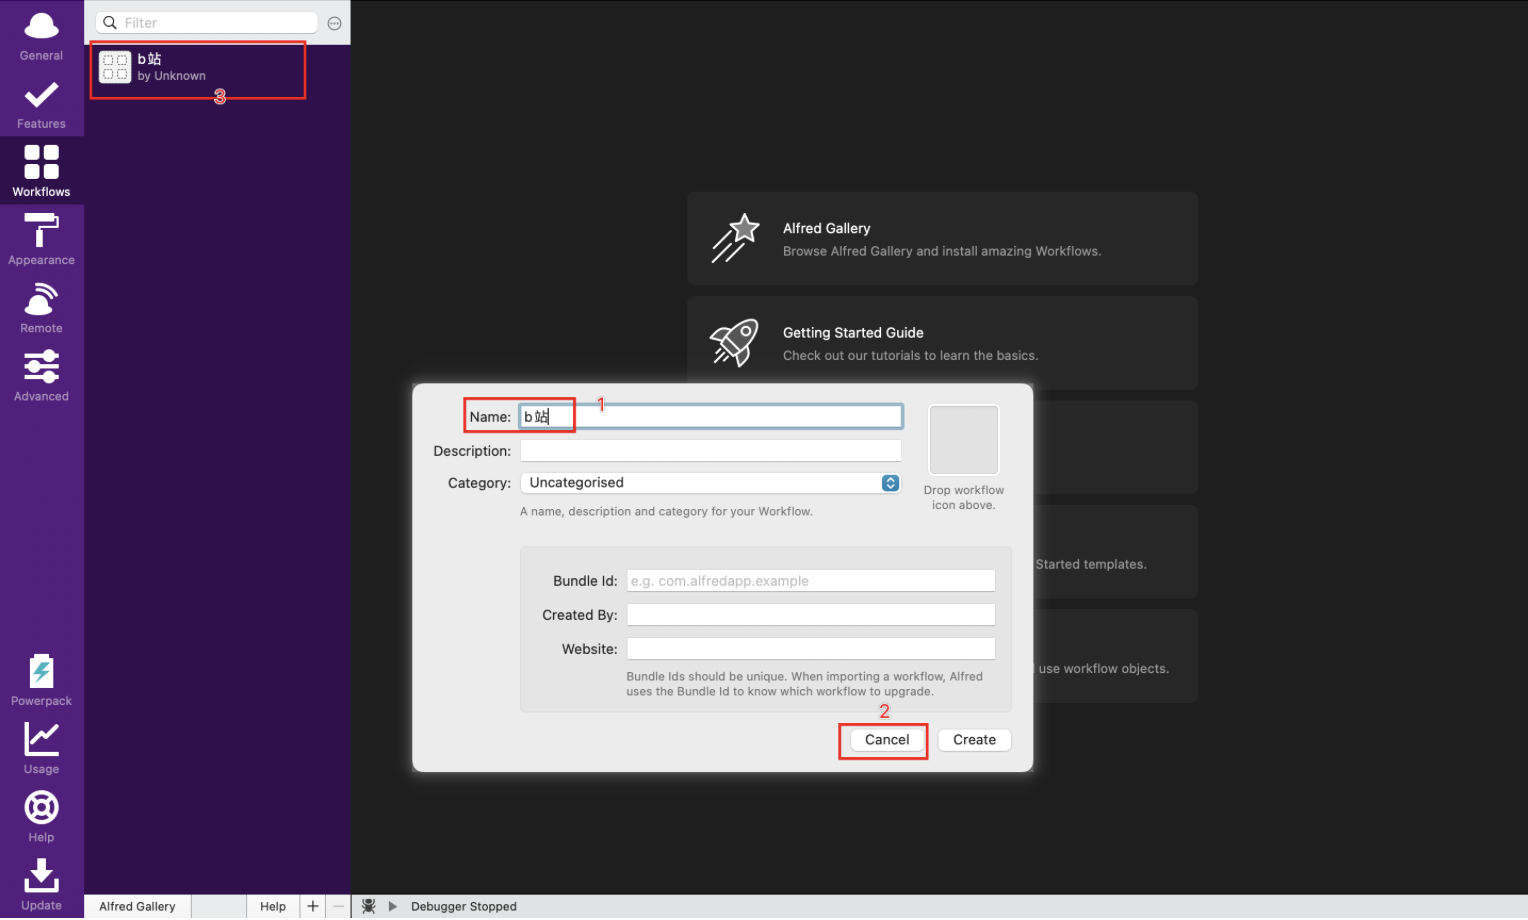 General
Features
Workflows
Appearance
Remote
Advanced
Powerpack
Usage
Help
Update
Filter
b站
by Unknown
3
Alfred Gallery
Browse Alfred Gallery and install amazing Workflows.
Getting Started Guide
Check out our tutorials to learn the basics.
Started templates.
use workflow objects.
Name:
b站
1
Description:
Category:
Uncategorised
A name, description and category for your Workflow.
Drop workflow
icon above.
Bundle Id:
e.g. com.alfredapp.example
Created By:
Website:
Bundle Ids should be unique. When importing a workflow, Alfred
uses the Bundle Id to know which workflow to upgrade.
2
Cancel
Create
Alfred Gallery
Help
+
−
Debugger Stopped